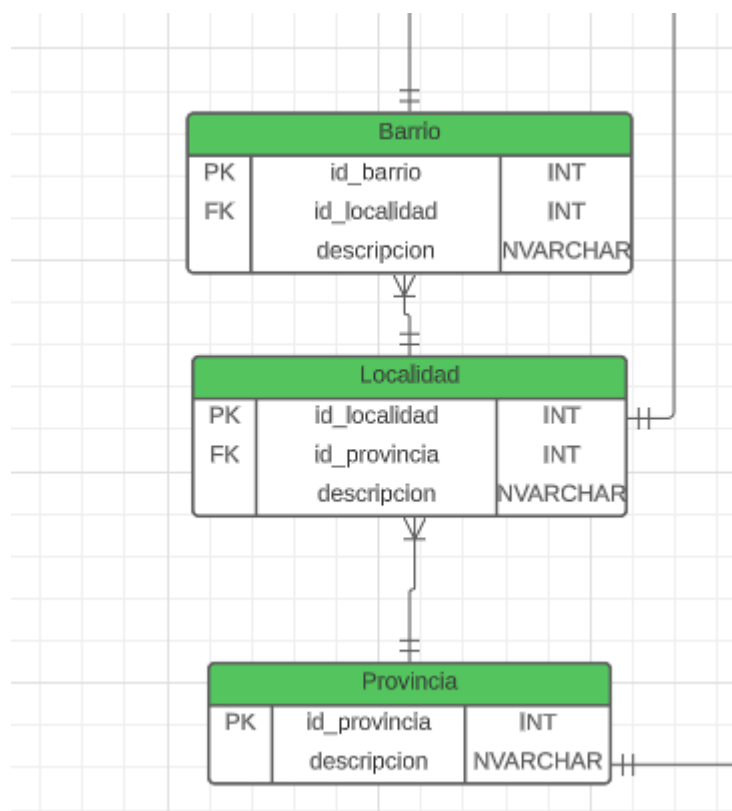 Barrio
PK id_barrio INT
FK id_localidad INT
descripcion NVARCHAR
Localidad
PK id_localidad INT
FK id_provincia INT
descripcion NVARCHAR
Provincia
PK id_provincia INT
descripcion NVARCHAR